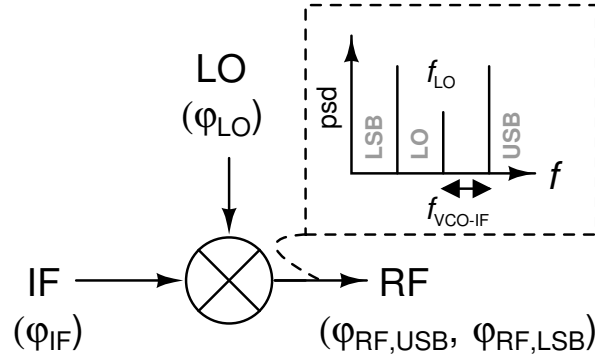 LO
(φLO)
psd
LSB
LO
USB
fLO
f
fVCO-IF
IF
(φIF)
RF
(φRF,USB, φRF,LSB)